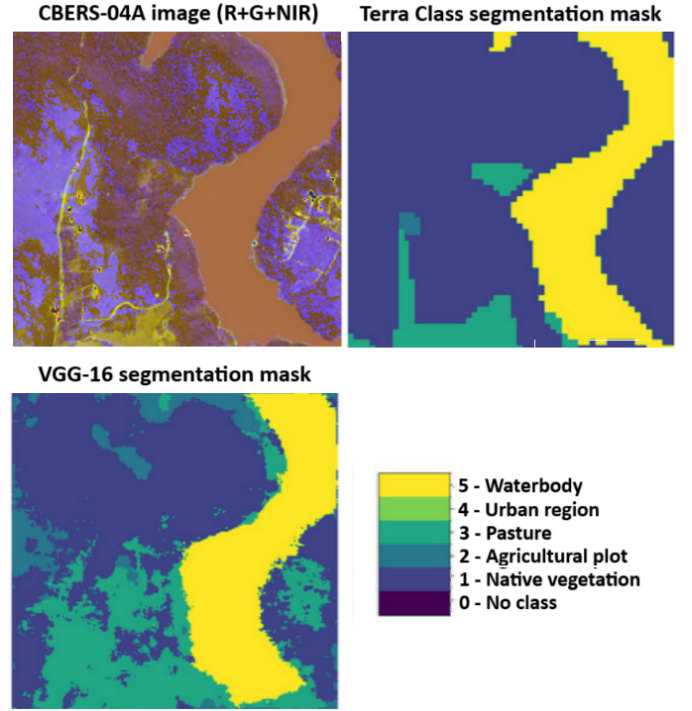 CBERS-04A image (R+G+NIR)
Terra Class segmentation mask
VGG-16 segmentation mask
5 - Waterbody
4 - Urban region
3 - Pasture
2 - Agricultural plot
1 - Native vegetation
0 - No class